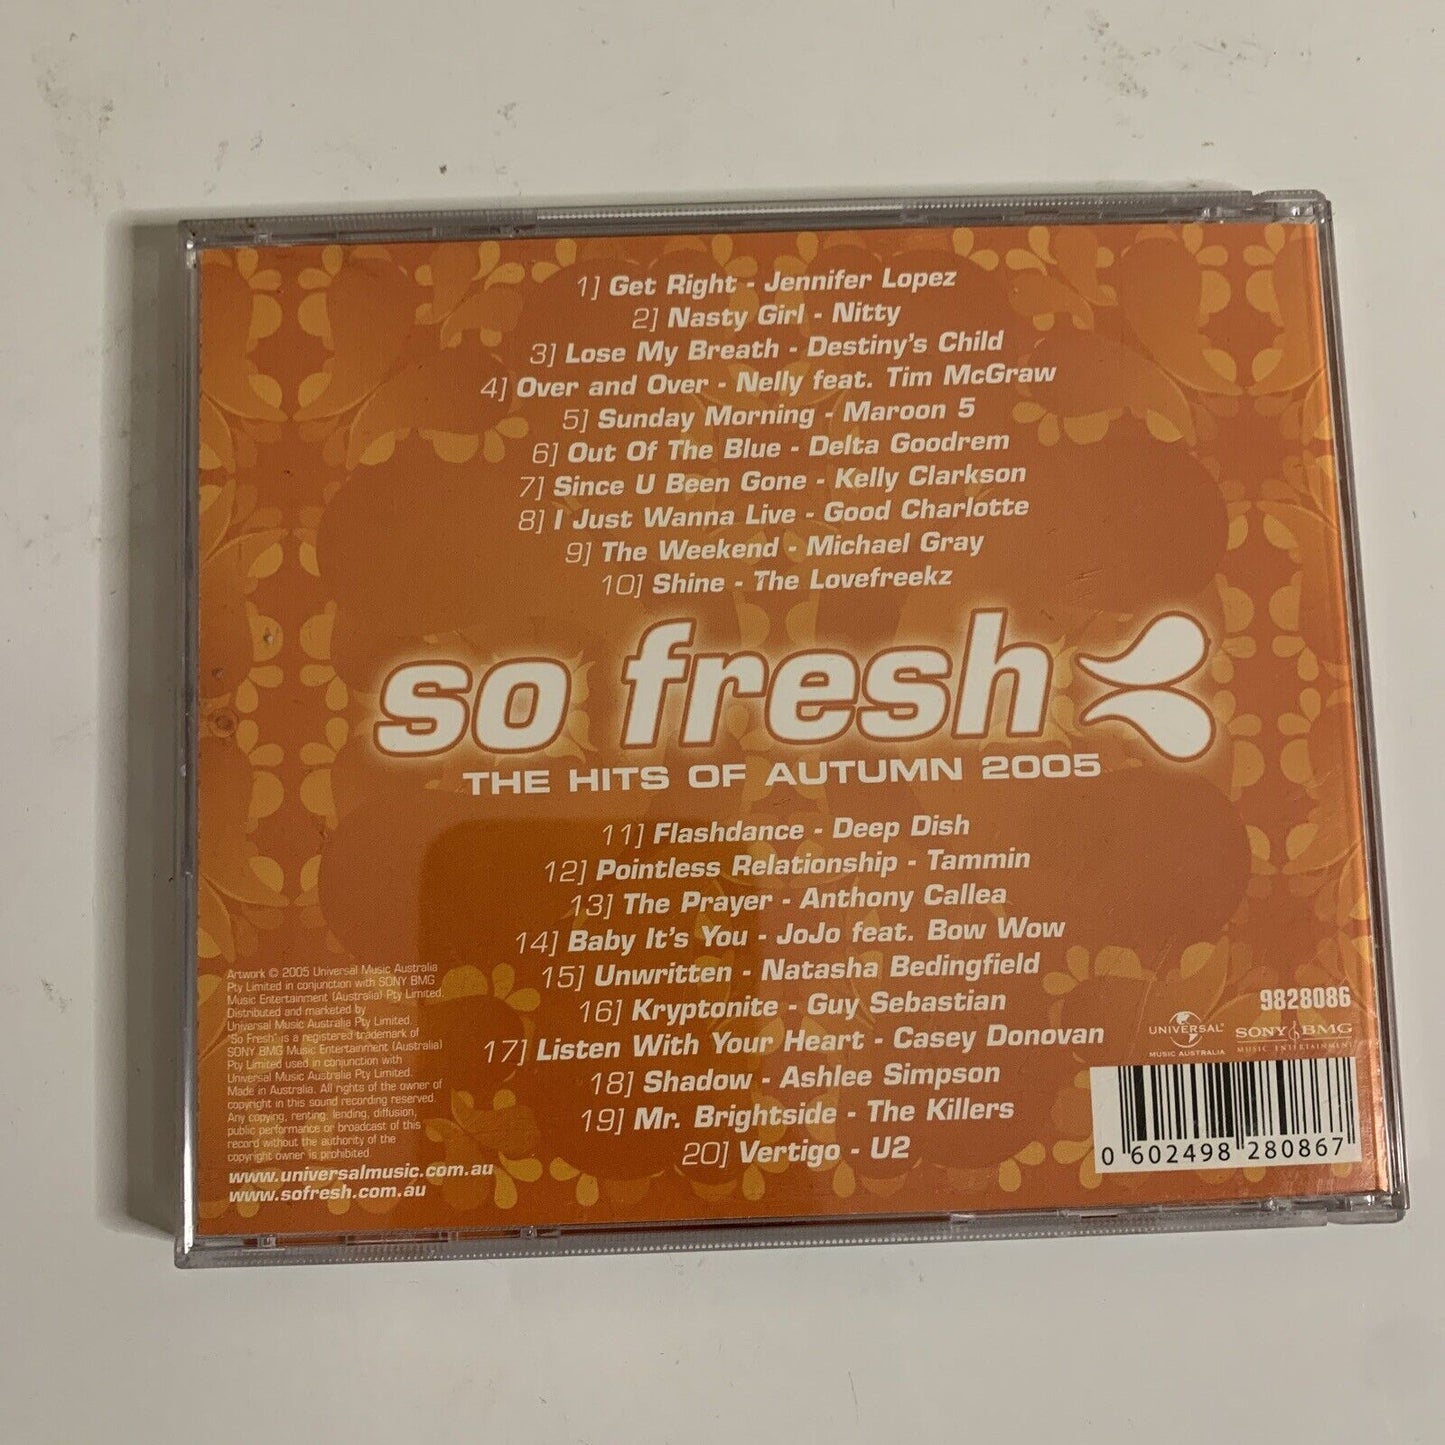 1] Get Right - Jennifer Lopez
2] Nasty Girl - Nitty
3] Lose My Breath - Destiny's Child
4] Over and Over - Nelly feat. Tim McGraw
5] Sunday Morning - Maroon 5
6] Out Of The Blue - Delta Goodrem
7] Since U Been Gone - Kelly Clarkson
8] I Just Wanna Live - Good Charlotte
9] The Weekend - Michael Gray
10] Shine - The Lovefreekz
so fresh
THE HITS OF AUTUMN 2005
11] Flashdance - Deep Dish
12] Pointless Relationship - Tammin
13] The Prayer - Anthony Callea
14] Baby It's You - JoJo feat. Bow Wow
15] Unwritten - Natasha Bedingfield
16] Kryptonite - Guy Sebastian
17] Listen With Your Heart - Casey Donovan
18] Shadow - Ashlee Simpson
19] Mr. Brightside - The Killers
20] Vertigo - U2
Artwork © 2005 Universal Music Australia
Pty Limited in conjunction with SONY BMG
Music Entertainment (Australia) Pty Limited.
Distributed and marketed by
Universal Music Australia Pty Limited.
"So Fresh" is a registered trademark of
SONY BMG Music Entertainment (Australia)
Pty Limited used in conjunction with
Universal Music Australia Pty Limited.
Made in Australia. All rights of the owner of
copyright in this sound recording reserved.
Any copying, renting, lending, diffusion,
public performance or broadcast of this
record without the authority of the
copyright owner is prohibited.
www.universalmusic.com.au
www.sofresh.com.au
9828086
UNIVERSAL
MUSIC AUSTRALIA
SONY BMG
MUSIC ENTERTAINMENT
0 602498 280867